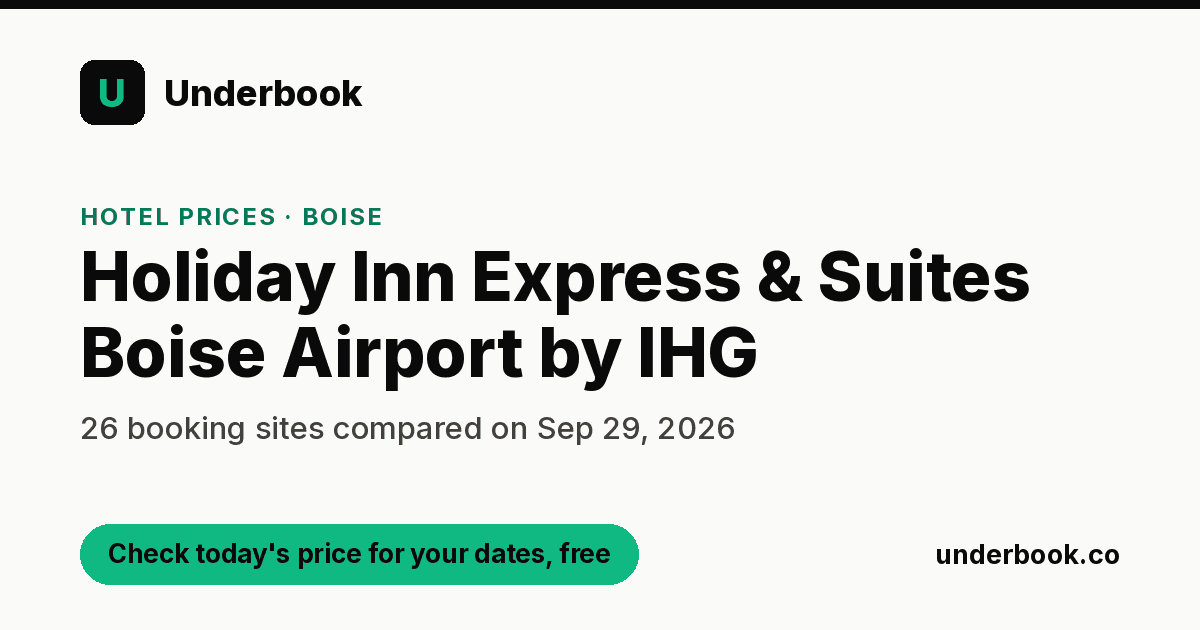 U Underbook
HOTEL PRICES · BOISE
Holiday Inn Express & Suites
Boise Airport by IHG
26 booking sites compared on Sep 29, 2026
Check today's price for your dates, free
underbook.co